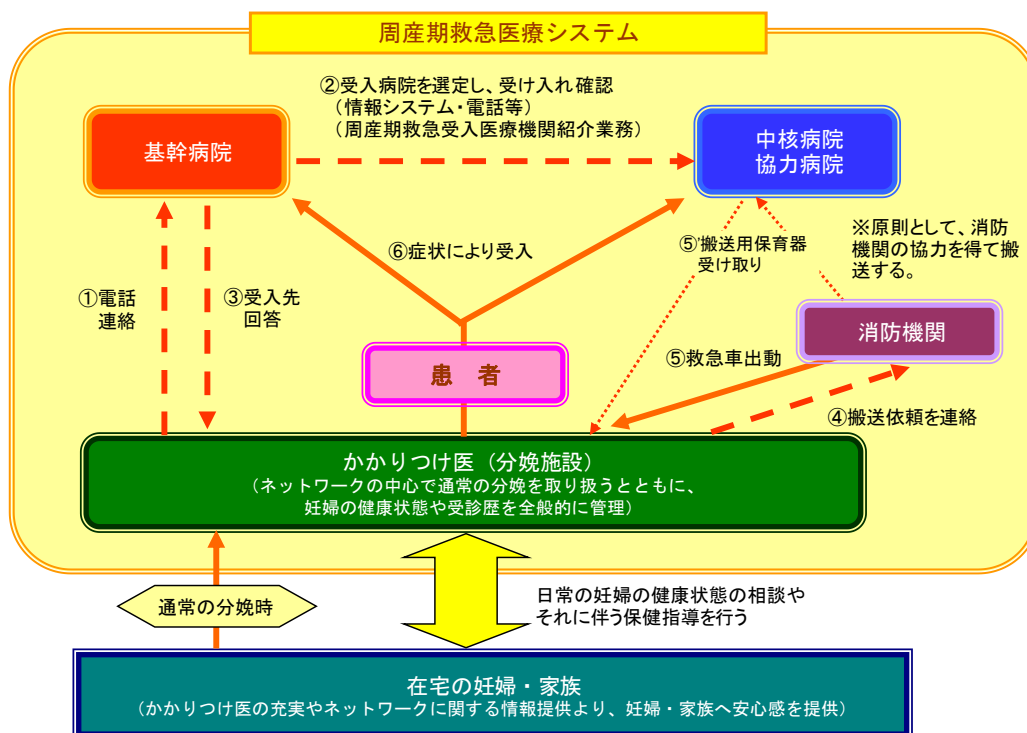 周産期救急医療システム
②受入病院を選定し、受け入れ確認
（情報システム・電話等）
（周産期救急受入医療機関紹介業務）
基幹病院
中核病院
協力病院
⑥症状により受入
⑤’搬送用保育器
受け取り
※原則として、消防
機関の協力を得て搬
送する。
①電話
連絡
③受入先
回答
消防機関
患　者
⑤救急車出動
④搬送依頼を連絡
かかりつけ医（分娩施設）
（ネットワークの中心で通常の分娩を取り扱うとともに、
妊婦の健康状態や受診歴を全般的に管理）
通常の分娩時
日常の妊婦の健康状態の相談や
それに伴う保健指導を行う
在宅の妊婦・家族
（かかりつけ医の充実やネットワークに関する情報提供より、妊婦・家族へ安心感を提供）